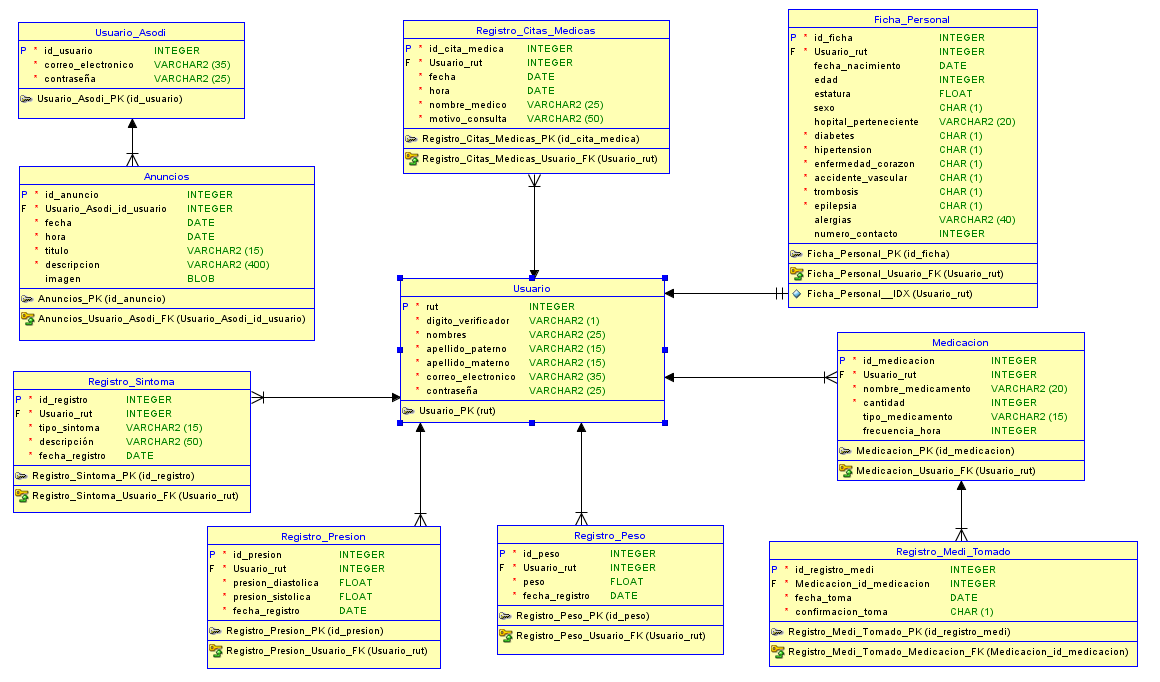 Usuario_Asodi
P * id_usuario INTEGER
* correo_electronico VARCHAR2 (35)
* contraseña VARCHAR2 (25)
Usuario_Asodi_PK (id_usuario)
Anuncios
P * id_anuncio INTEGER
F * Usuario_Asodi_id_usuario INTEGER
* fecha DATE
* hora DATE
* titulo VARCHAR2 (15)
* descripcion VARCHAR2 (400)
imagen BLOB
Anuncios_PK (id_anuncio)
Anuncios_Usuario_Asodi_FK (Usuario_Asodi_id_usuario)
Registro_Citas_Medicas
P * id_cita_medica INTEGER
F * Usuario_rut INTEGER
* fecha DATE
* hora DATE
* nombre_medico VARCHAR2 (25)
* motivo_consulta VARCHAR2 (50)
Registro_Citas_Medicas_PK (id_cita_medica)
Registro_Citas_Medicas_Usuario_FK (Usuario_rut)
Ficha_Personal
P * id_ficha INTEGER
F * Usuario_rut INTEGER
fecha_nacimiento DATE
edad INTEGER
estatura FLOAT
sexo CHAR (1)
hopital_perteneciente VARCHAR2 (20)
* diabetes CHAR (1)
* hipertension CHAR (1)
* enfermedad_corazon CHAR (1)
* accidente_vascular CHAR (1)
* trombosis CHAR (1)
* epilepsia CHAR (1)
alergias VARCHAR2 (40)
numero_contacto INTEGER
Ficha_Personal_PK (id_ficha)
Ficha_Personal_Usuario_FK (Usuario_rut)
Ficha_Personal__IDX (Usuario_rut)
Usuario
P * rut INTEGER
* digito_verificador VARCHAR2 (1)
* nombres VARCHAR2 (25)
* apellido_paterno VARCHAR2 (15)
* apellido_materno VARCHAR2 (15)
* correo_electronico VARCHAR2 (35)
* contraseña VARCHAR2 (25)
Usuario_PK (rut)
Medicacion
P * id_medicacion INTEGER
F * Usuario_rut INTEGER
* nombre_medicamento VARCHAR2 (20)
* cantidad INTEGER
tipo_medicamento VARCHAR2 (15)
frecuencia_hora INTEGER
Medicacion_PK (id_medicacion)
Medicacion_Usuario_FK (Usuario_rut)
Registro_Sintoma
P * id_registro INTEGER
F * Usuario_rut INTEGER
* tipo_sintoma VARCHAR2 (15)
* descripción VARCHAR2 (50)
* fecha_registro DATE
Registro_Sintoma_PK (id_registro)
Registro_Sintoma_Usuario_FK (Usuario_rut)
Registro_Presion
P * id_presion INTEGER
F * Usuario_rut INTEGER
* presion_diastolica FLOAT
* presion_sistolica FLOAT
* fecha_registro DATE
Registro_Presion_PK (id_presion)
Registro_Presion_Usuario_FK (Usuario_rut)
Registro_Peso
P * id_peso INTEGER
F * Usuario_rut INTEGER
* peso FLOAT
* fecha_registro DATE
Registro_Peso_PK (id_peso)
Registro_Peso_Usuario_FK (Usuario_rut)
Registro_Medi_Tomado
P * id_registro_medi INTEGER
F * Medicacion_id_medicacion INTEGER
* fecha_toma DATE
* confirmacion_toma CHAR (1)
Registro_Medi_Tomado_PK (id_registro_medi)
Registro_Medi_Tomado_Medicacion_FK (Medicacion_id_medicacion)